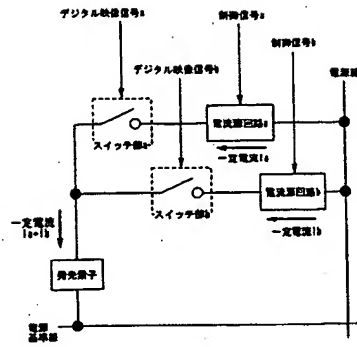 デジタル映像信号a
制御信号a
デジタル映像信号b
制御信号b
電源線
スイッチ部a
電流源回路a
一定電流Ia
スイッチ部b
電流源回路b
一定電流Ib
一定電流
Ia+Ib
発光素子
電源
基準線